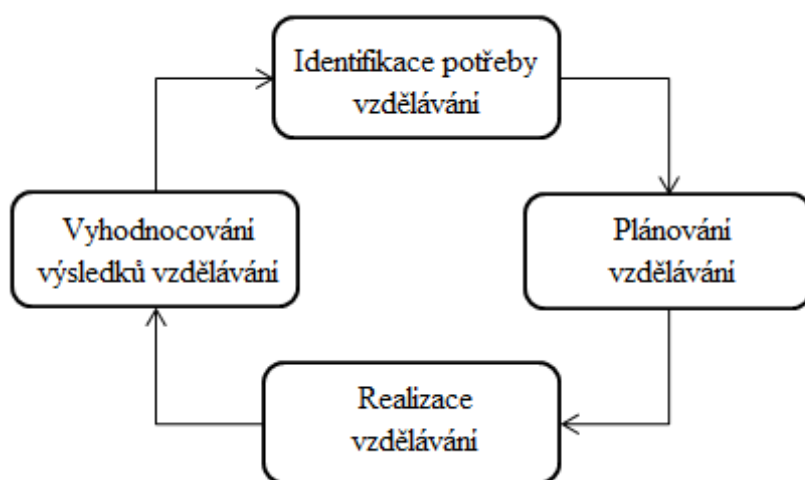 Identifikace potřeby
vzdělávání
Plánování
vzdělávání
Realizace
vzdělávání
Vyhodnocování
výsledků vzdělávání